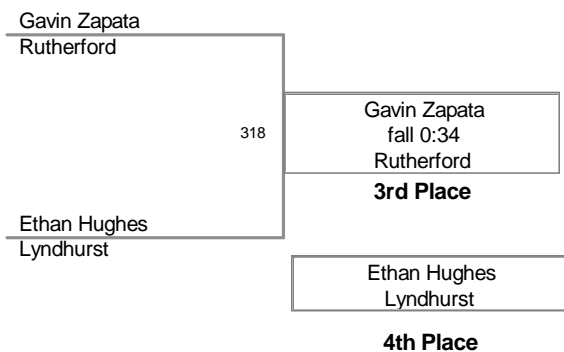 Gavin Zapata
Rutherford
318
Gavin Zapata
fall 0:34
Rutherford
3rd Place
Ethan Hughes
Lyndhurst
Ethan Hughes
Lyndhurst
4th Place